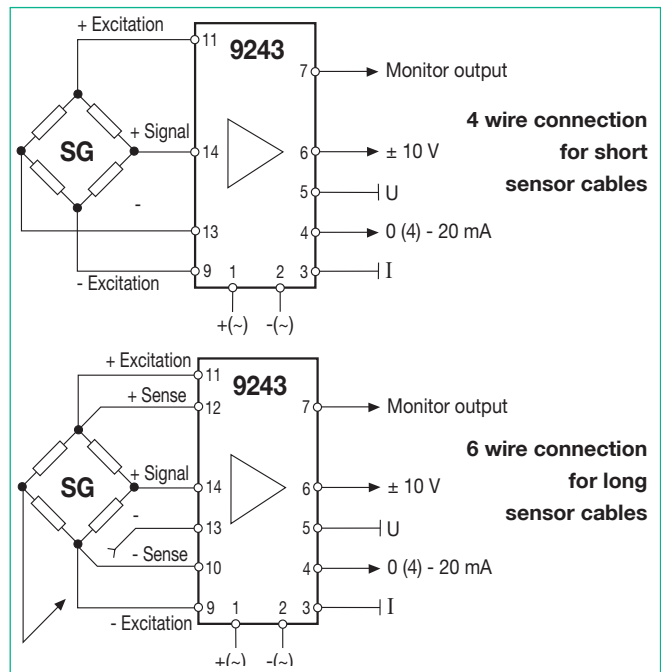 + Excitation
11
9243
7
Monitor output
4 wire connection
for short
sensor cables
+ Signal
SG
14
6
± 10 V
5
U
-
13
4
0 (4) - 20 mA
9
1
2
3
I
- Excitation
+(~)
-(~)
+ Excitation
11
9243
+ Sense
12
7
Monitor output
6 wire connection
for long
sensor cables
+ Signal
SG
14
6
± 10 V
-
13
5
U
- Sense
10
4
0 (4) - 20 mA
9
1
2
3
I
- Excitation
+(~)
-(~)